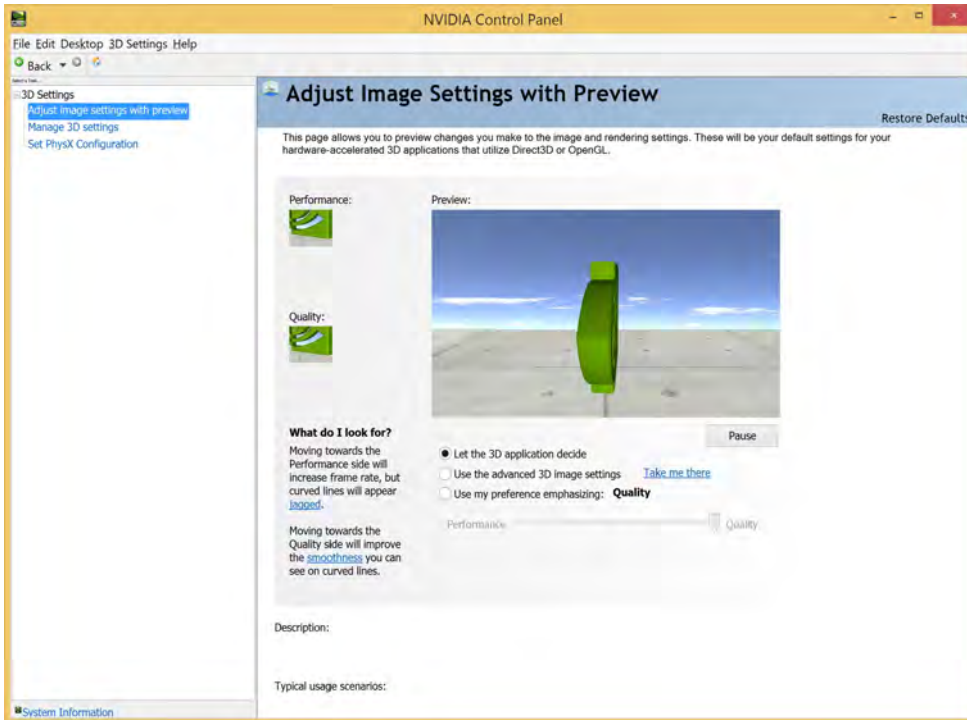 NVIDIA Control Panel
File Edit Desktop 3D Settings Help
Back
3D Settings
Adjust image settings with preview
Manage 3D settings
Set PhysX Configuration
System Information
Adjust Image Settings with Preview
Restore Defaults
This page allows you to preview changes you make to the image and rendering settings. These will be your default settings for your
hardware-accelerated 3D applications that utilize Direct3D or OpenGL.
Performance:
Quality:
What do I look for?
Moving towards the
Performance side will
increase frame rate, but
curved lines will appear
jagged.
Moving towards the
Quality side will improve
the smoothness you can
see on curved lines.
Preview:
Pause
Let the 3D application decide
Use the advanced 3D image settings Take me there
Use my preference emphasizing: Quality
Performance Quality
Description:
Typical usage scenarios: